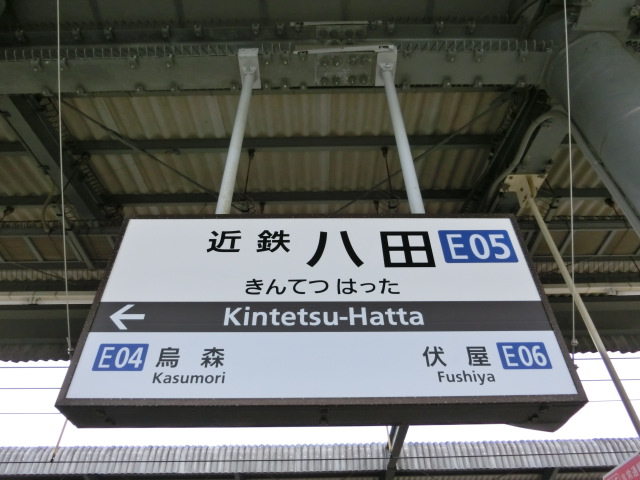 近鉄八田 E05
きんてつはった
← Kintetsu-Hatta
E04 烏森 伏屋 E06
Kasumori Fushiya